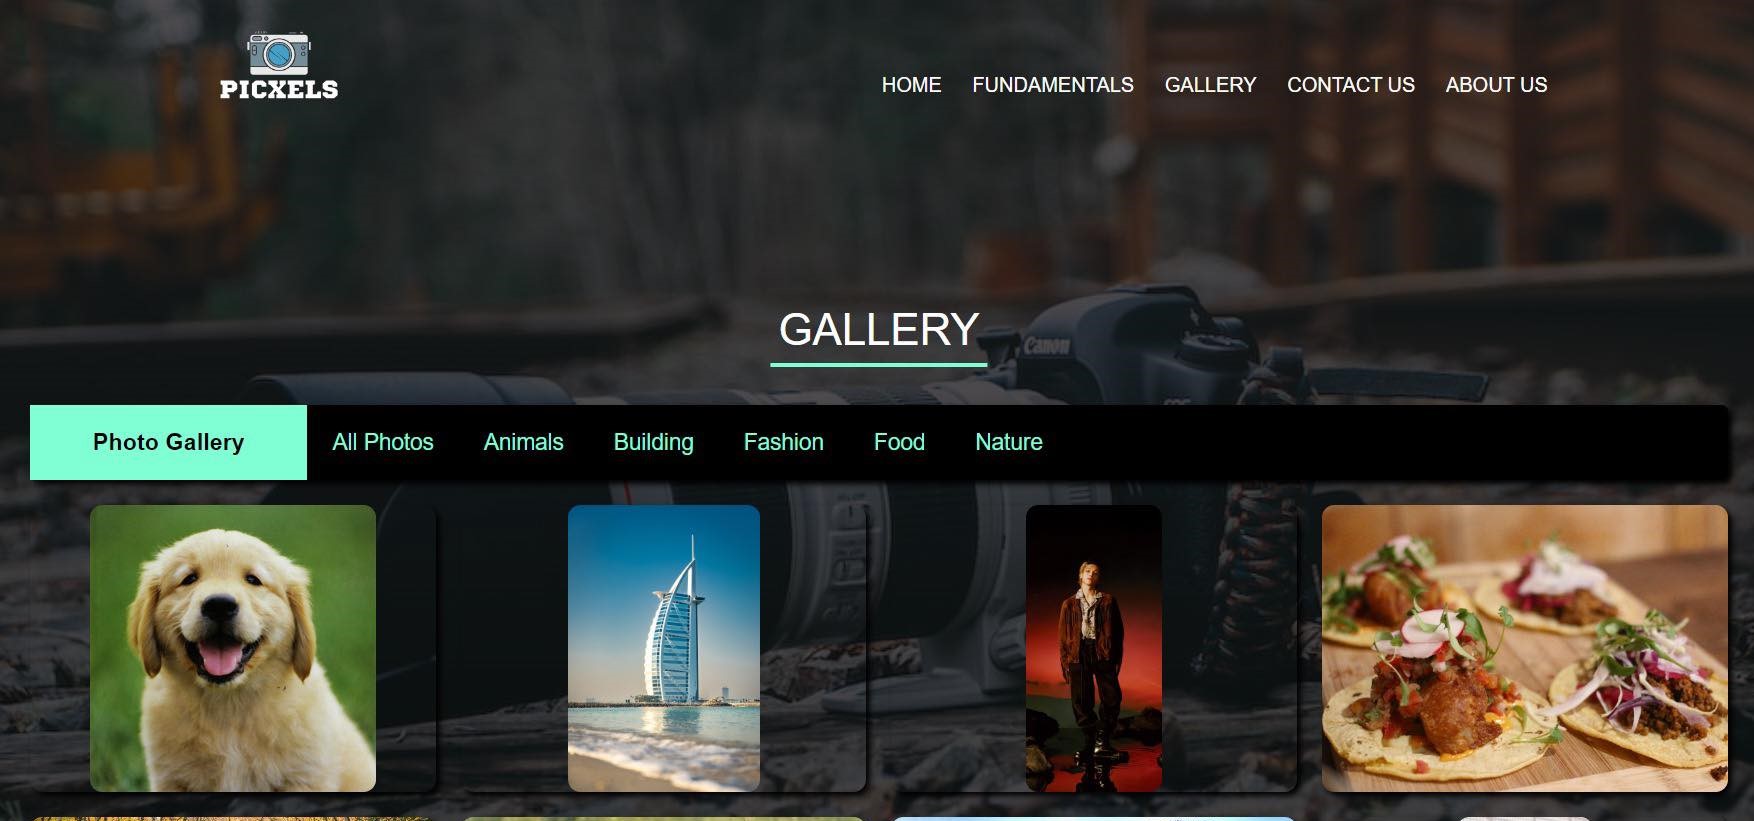 PICXELS
HOME FUNDAMENTALS GALLERY CONTACT US ABOUT US
GALLERY
Canon
Photo Gallery All Photos Animals Building Fashion Food Nature